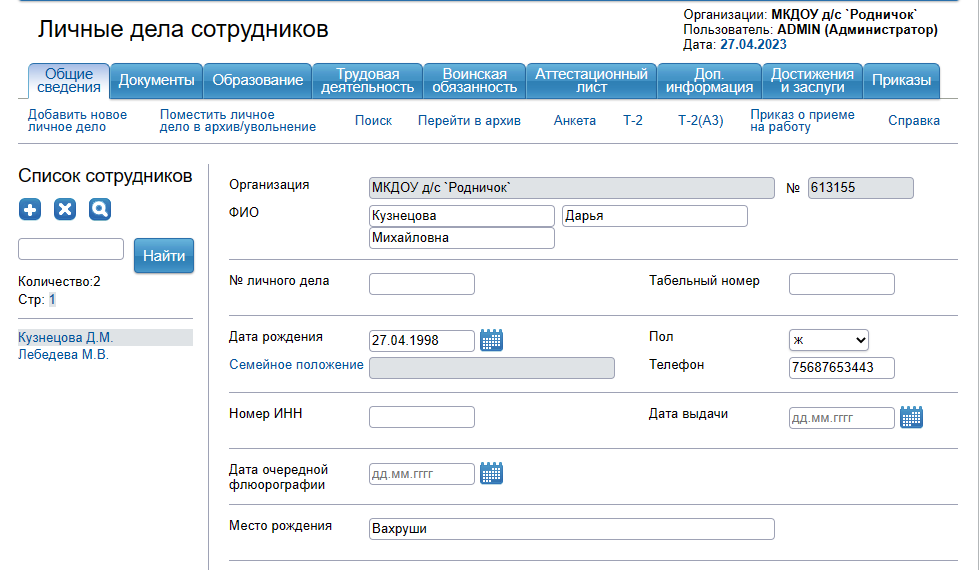 Личные дела сотрудников
Организации: МКДОУ д/с `Родничок`
Пользователь: ADMIN (Администратор)
Дата: 27.04.2023
Общие сведения
Документы
Образование
Трудовая деятельность
Воинская обязанность
Аттестационный лист
Доп. информация
Достижения и заслуги
Приказы
Добавить новое личное дело
Поместить личное дело в архив/увольнение
Поиск
Перейти в архив
Анкета
Т-2
Т-2(А3)
Приказ о приеме на работу
Справка
Список сотрудников
Найти
Количество:2
Стр: 1
Кузнецова Д.М.
Лебедева М.В.
Организация МКДОУ д/с `Родничок` № 613155
ФИО Кузнецова Дарья
Михайловна
№ личного дела Табельный номер
Дата рождения 27.04.1998 Пол ж
Семейное положение Телефон 75687653443
Номер ИНН Дата выдачи дд.мм.гггг
Дата очередной
флюорографии дд.мм.гггг
Место рождения Вахруши